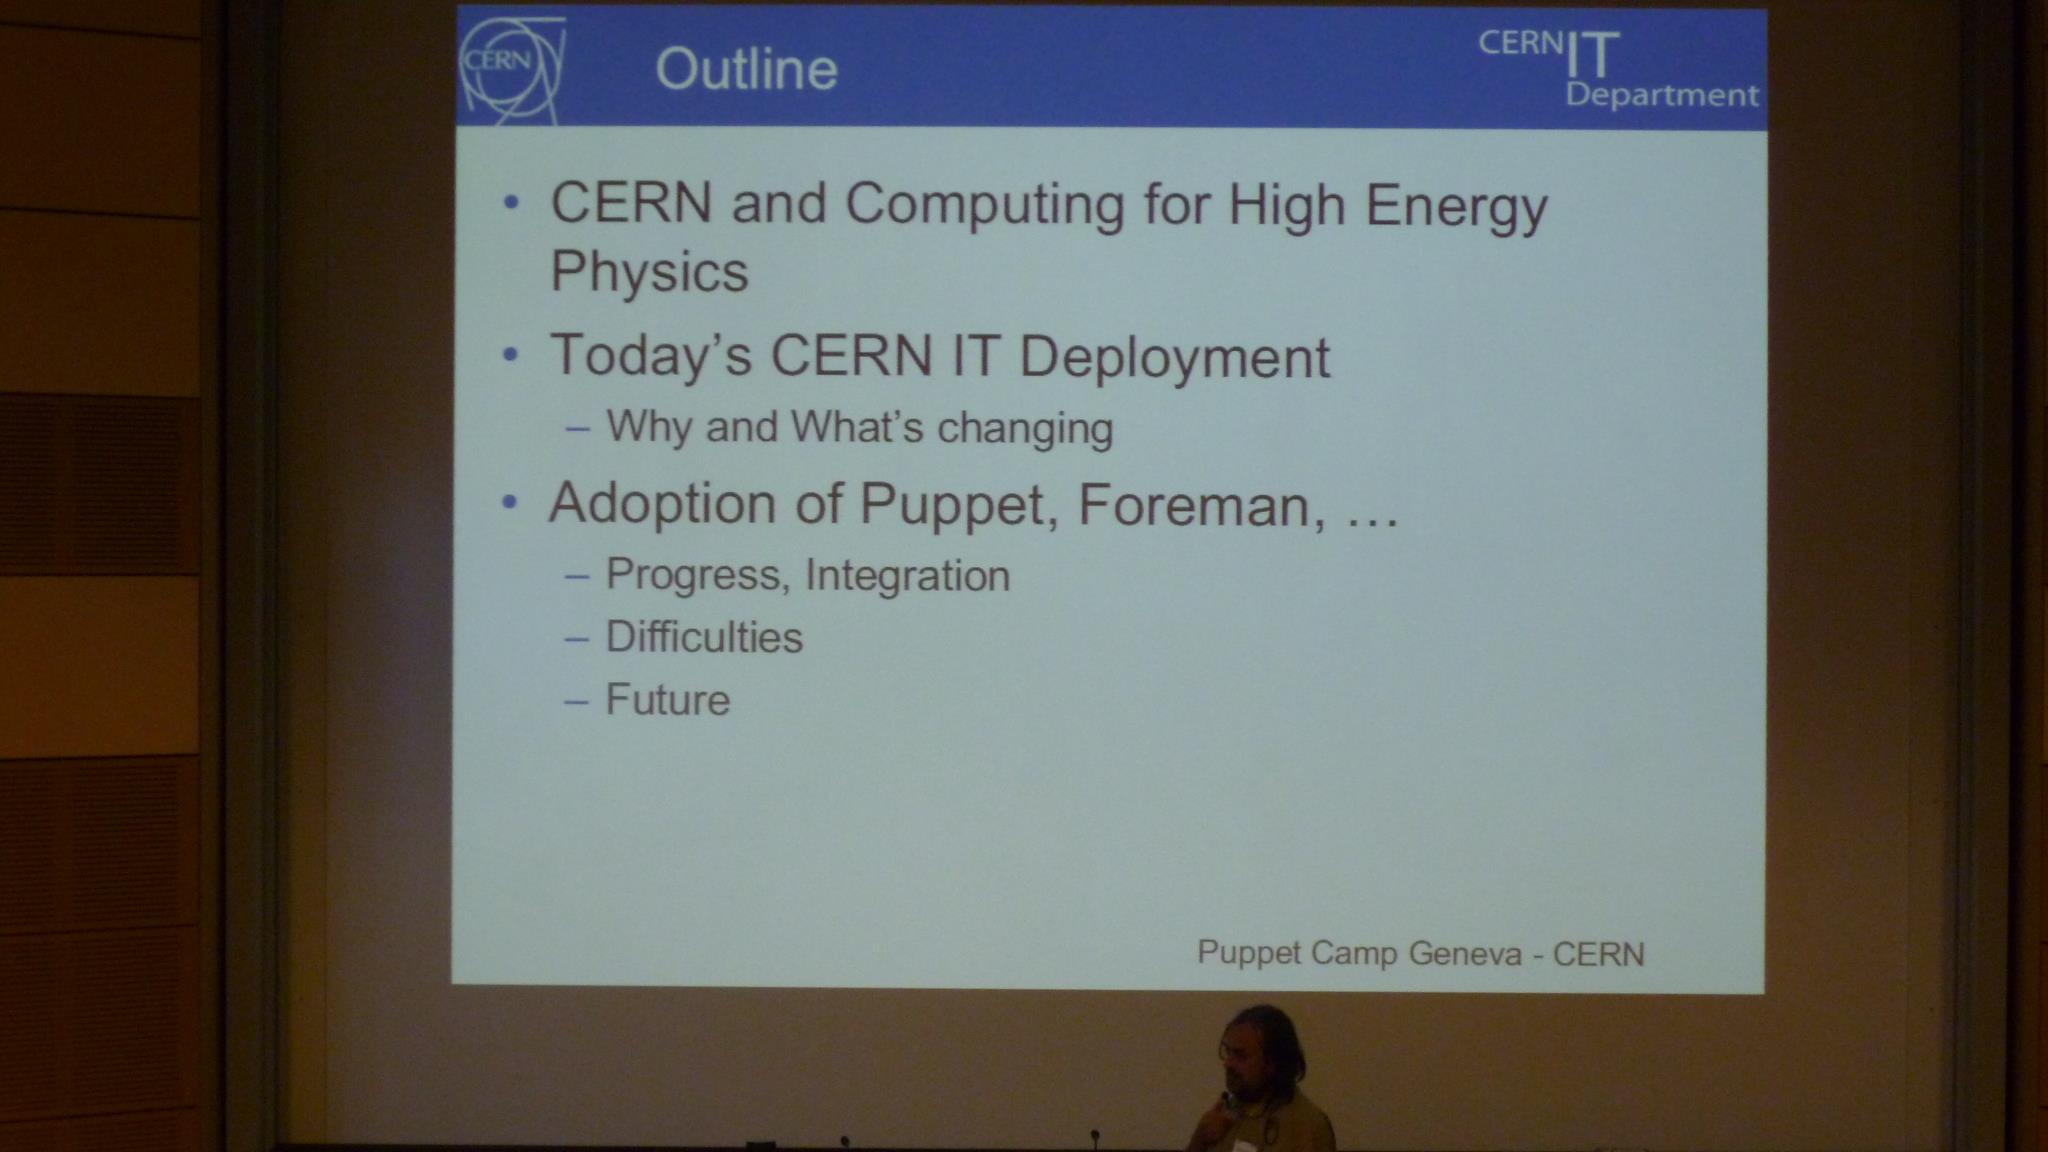 CERN
Outline
CERN IT
Department
• CERN and Computing for High Energy
Physics
• Today’s CERN IT Deployment
– Why and What’s changing
• Adoption of Puppet, Foreman, …
– Progress, Integration
– Difficulties
– Future
Puppet Camp Geneva - CERN